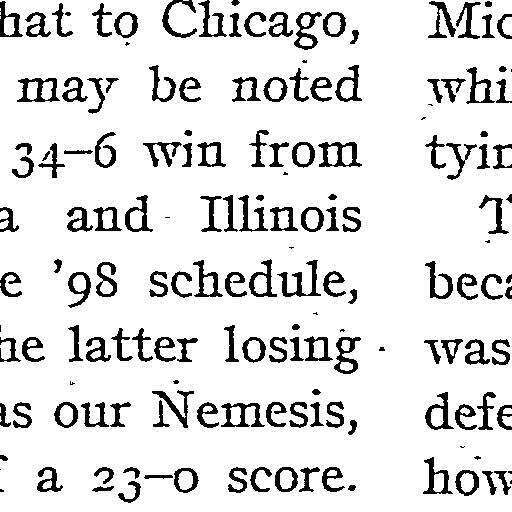 hat to Chicago,
may be noted
34–6 win from
a and Illinois
e '98 schedule,
he latter losing
as our Nemesis,
f a 23–0 score.
Mic
whil
tyin
T
beca
was
defe
how